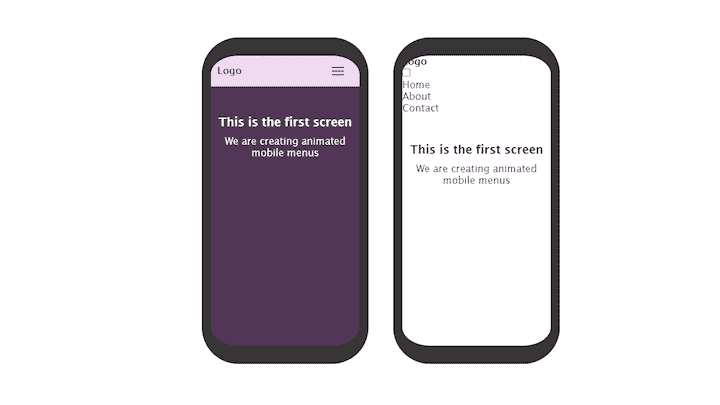 Logo
This is the first screen
We are creating animated
mobile menus
Logo
Home
About
Contact
This is the first screen
We are creating animated
mobile menus